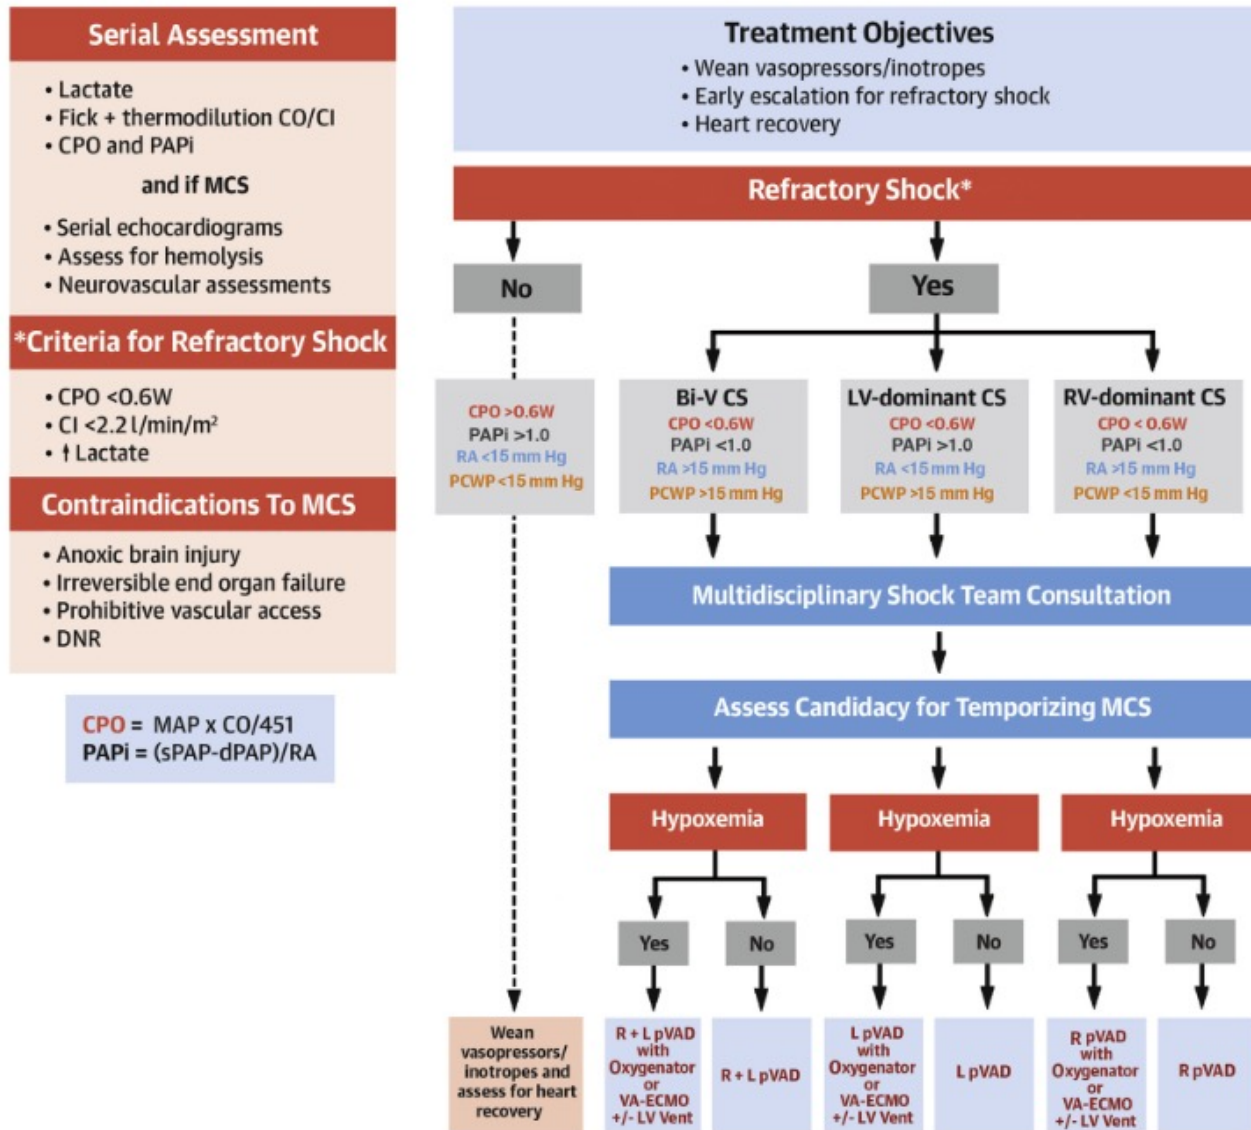 Serial Assessment
• Lactate
• Fick + thermodilution CO/CI
• CPO and PAPi
and if MCS
• Serial echocardiograms
• Assess for hemolysis
• Neurovascular assessments
*Criteria for Refractory Shock
• CPO <0.6W
• CI <2.2 l/min/m²
• ↑ Lactate
Contraindications To MCS
• Anoxic brain injury
• Irreversible end organ failure
• Prohibitive vascular access
• DNR
CPO = MAP x CO/451
PAPi = (sPAP-dPAP)/RA
Treatment Objectives
• Wean vasopressors/inotropes
• Early escalation for refractory shock
• Heart recovery
Refractory Shock*
No
Yes
CPO >0.6W
PAPi >1.0
RA <15 mm Hg
PCWP <15 mm Hg
Bi-V CS
CPO <0.6W
PAPi <1.0
RA >15 mm Hg
PCWP >15 mm Hg
LV-dominant CS
CPO <0.6W
PAPi >1.0
RA <15 mm Hg
PCWP >15 mm Hg
RV-dominant CS
CPO < 0.6W
PAPi <1.0
RA >15 mm Hg
PCWP <15 mm Hg
Multidisciplinary Shock Team Consultation
Assess Candidacy for Temporizing MCS
Hypoxemia
Hypoxemia
Hypoxemia
Yes
No
Yes
No
Yes
No
Wean
vasopressors/
inotropes and
assess for heart
recovery
R + L pVAD
with
Oxygenator
or
VA-ECMO
+/- LV Vent
R + L pVAD
L pVAD
with
Oxygenator
or
VA-ECMO
+/- LV Vent
L pVAD
R pVAD
with
Oxygenator
or
VA-ECMO
+/- LV Vent
R pVAD